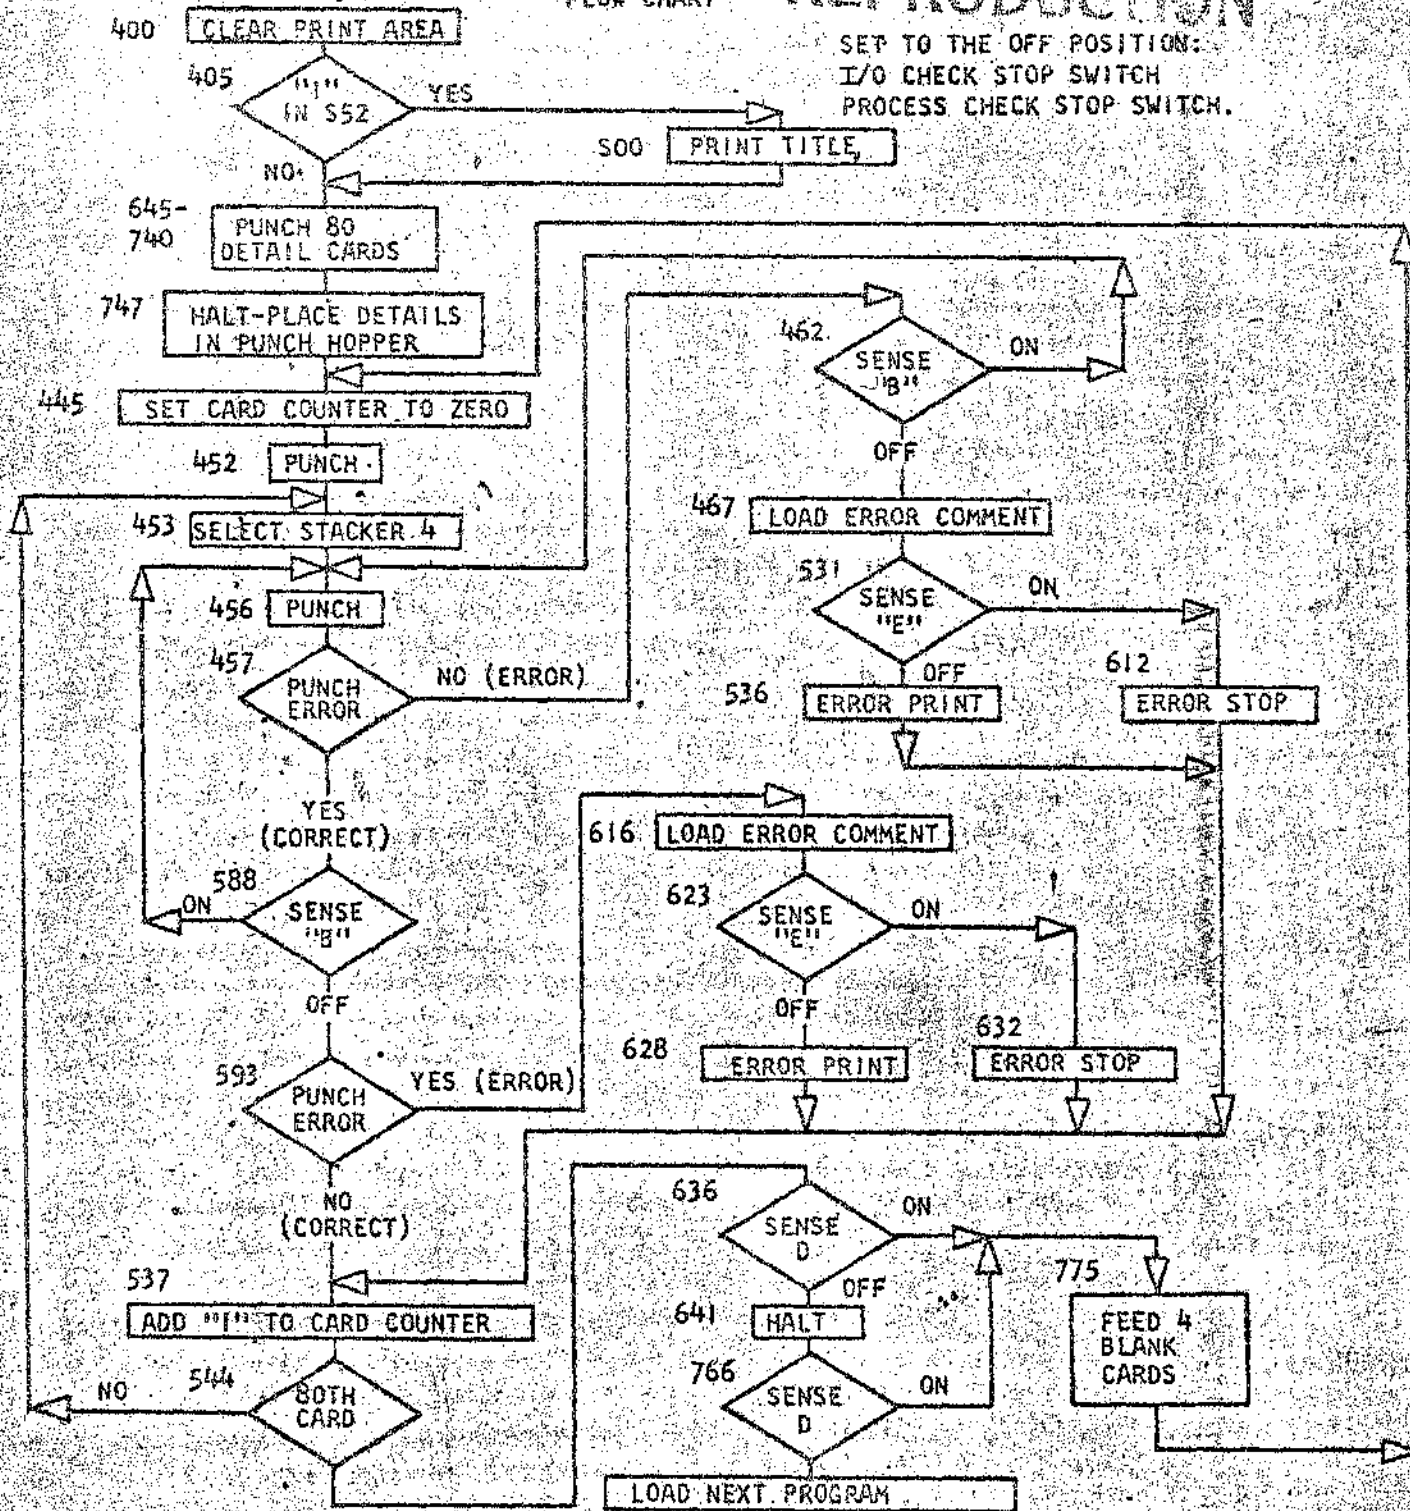 FLOW CHART
REPRODUCTION
SET TO THE OFF POSITION:
I/O CHECK STOP SWITCH
PROCESS CHECK STOP SWITCH.
400 CLEAR PRINT AREA
405 "1"
IN S52
YES
500 PRINT TITLE
NO
645-
740
PUNCH 80
DETAIL CARDS
747
HALT-PLACE DETAILS
IN PUNCH HOPPER
445 SET CARD COUNTER TO ZERO
452 PUNCH
453 SELECT STACKER 4
456 PUNCH
457
PUNCH
ERROR
NO (ERROR)
YES
(CORRECT)
588
SENSE
"B"
ON
OFF
593
PUNCH
ERROR
YES (ERROR)
NO
(CORRECT)
537
ADD "1" TO CARD COUNTER
544
80TH
CARD
NO
462
SENSE
"B"
ON
OFF
467 LOAD ERROR COMMENT
531
SENSE
"E"
ON
OFF
536 ERROR PRINT
612
ERROR STOP
616 LOAD ERROR COMMENT
623
SENSE
"E"
ON
OFF
628 ERROR PRINT
632
ERROR STOP
636
SENSE
D
ON
OFF
641 HALT
766
SENSE
D
ON
775
FEED 4
BLANK
CARDS
LOAD NEXT PROGRAM